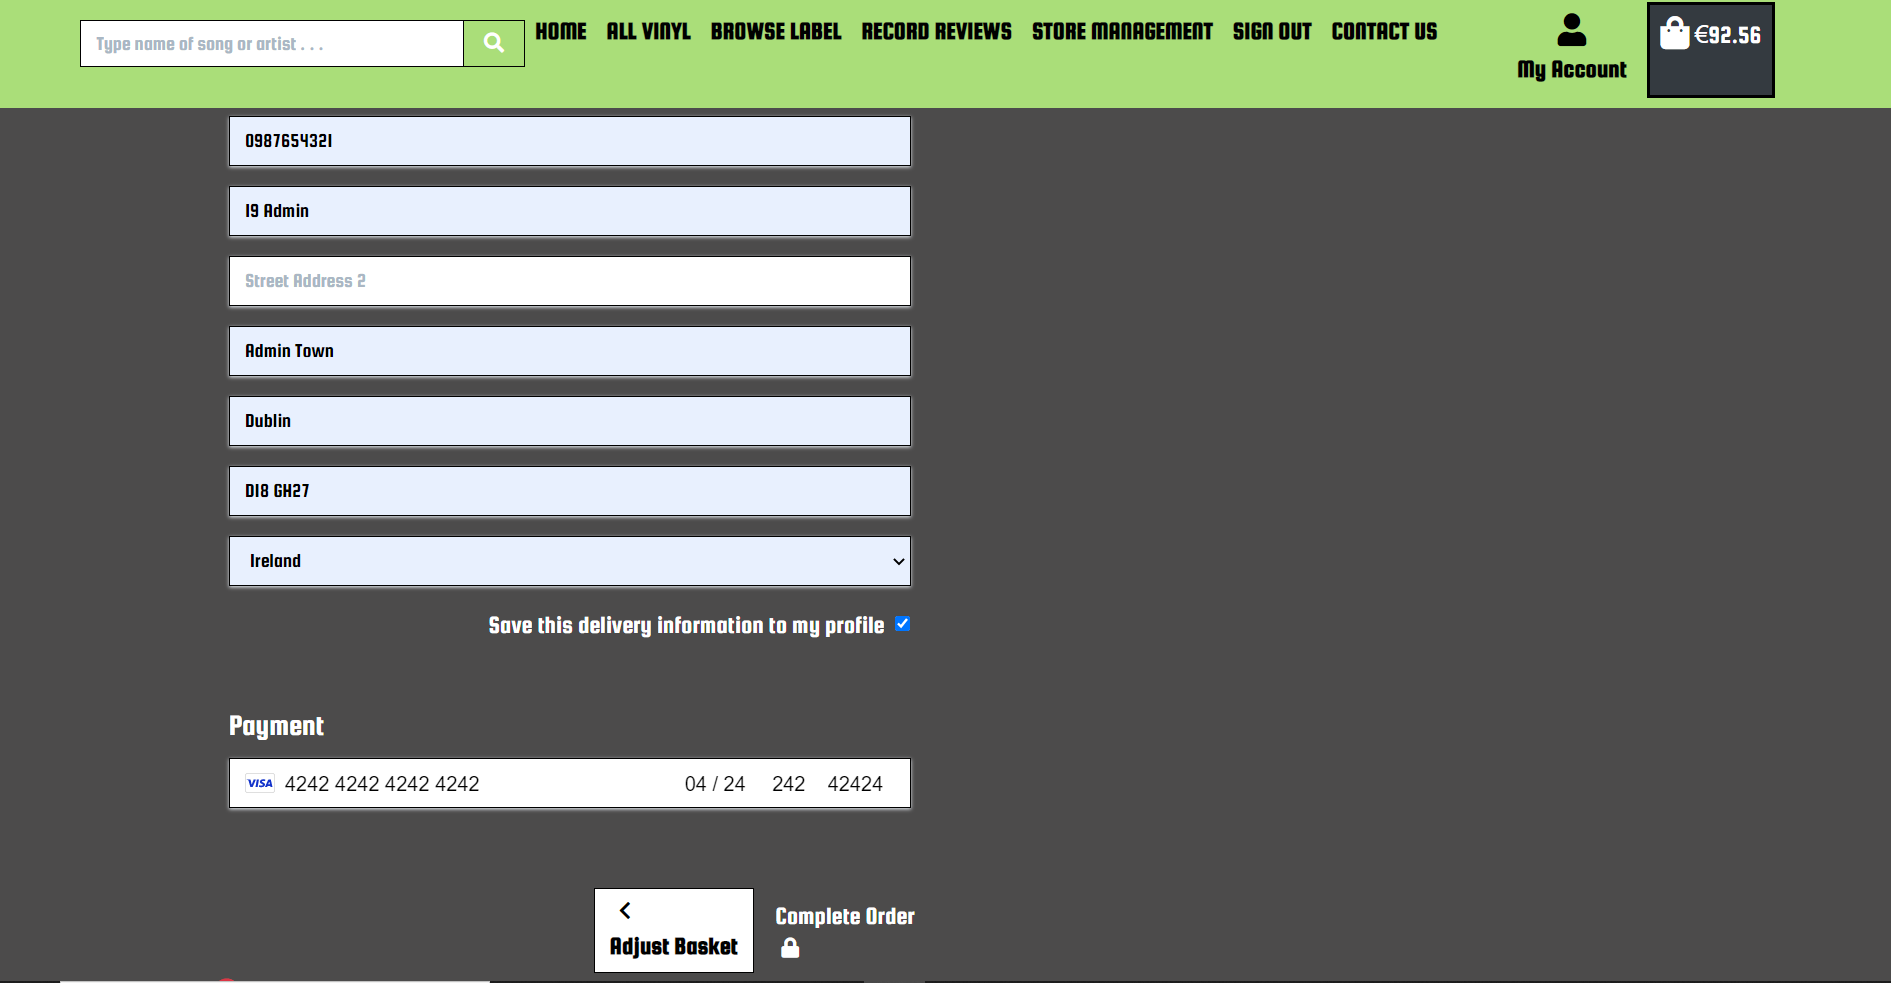 Type name of song or artist . . .
HOME ALL VINYL BROWSE LABEL RECORD REVIEWS STORE MANAGEMENT SIGN OUT CONTACT US
My Account
€92.56
0987654321
19 Admin
Street Address 2
Admin Town
Dublin
D18 GH27
Ireland
Save this delivery information to my profile
Payment
VISA 4242 4242 4242 4242 04 / 24 242 42424
Adjust Basket
Complete Order